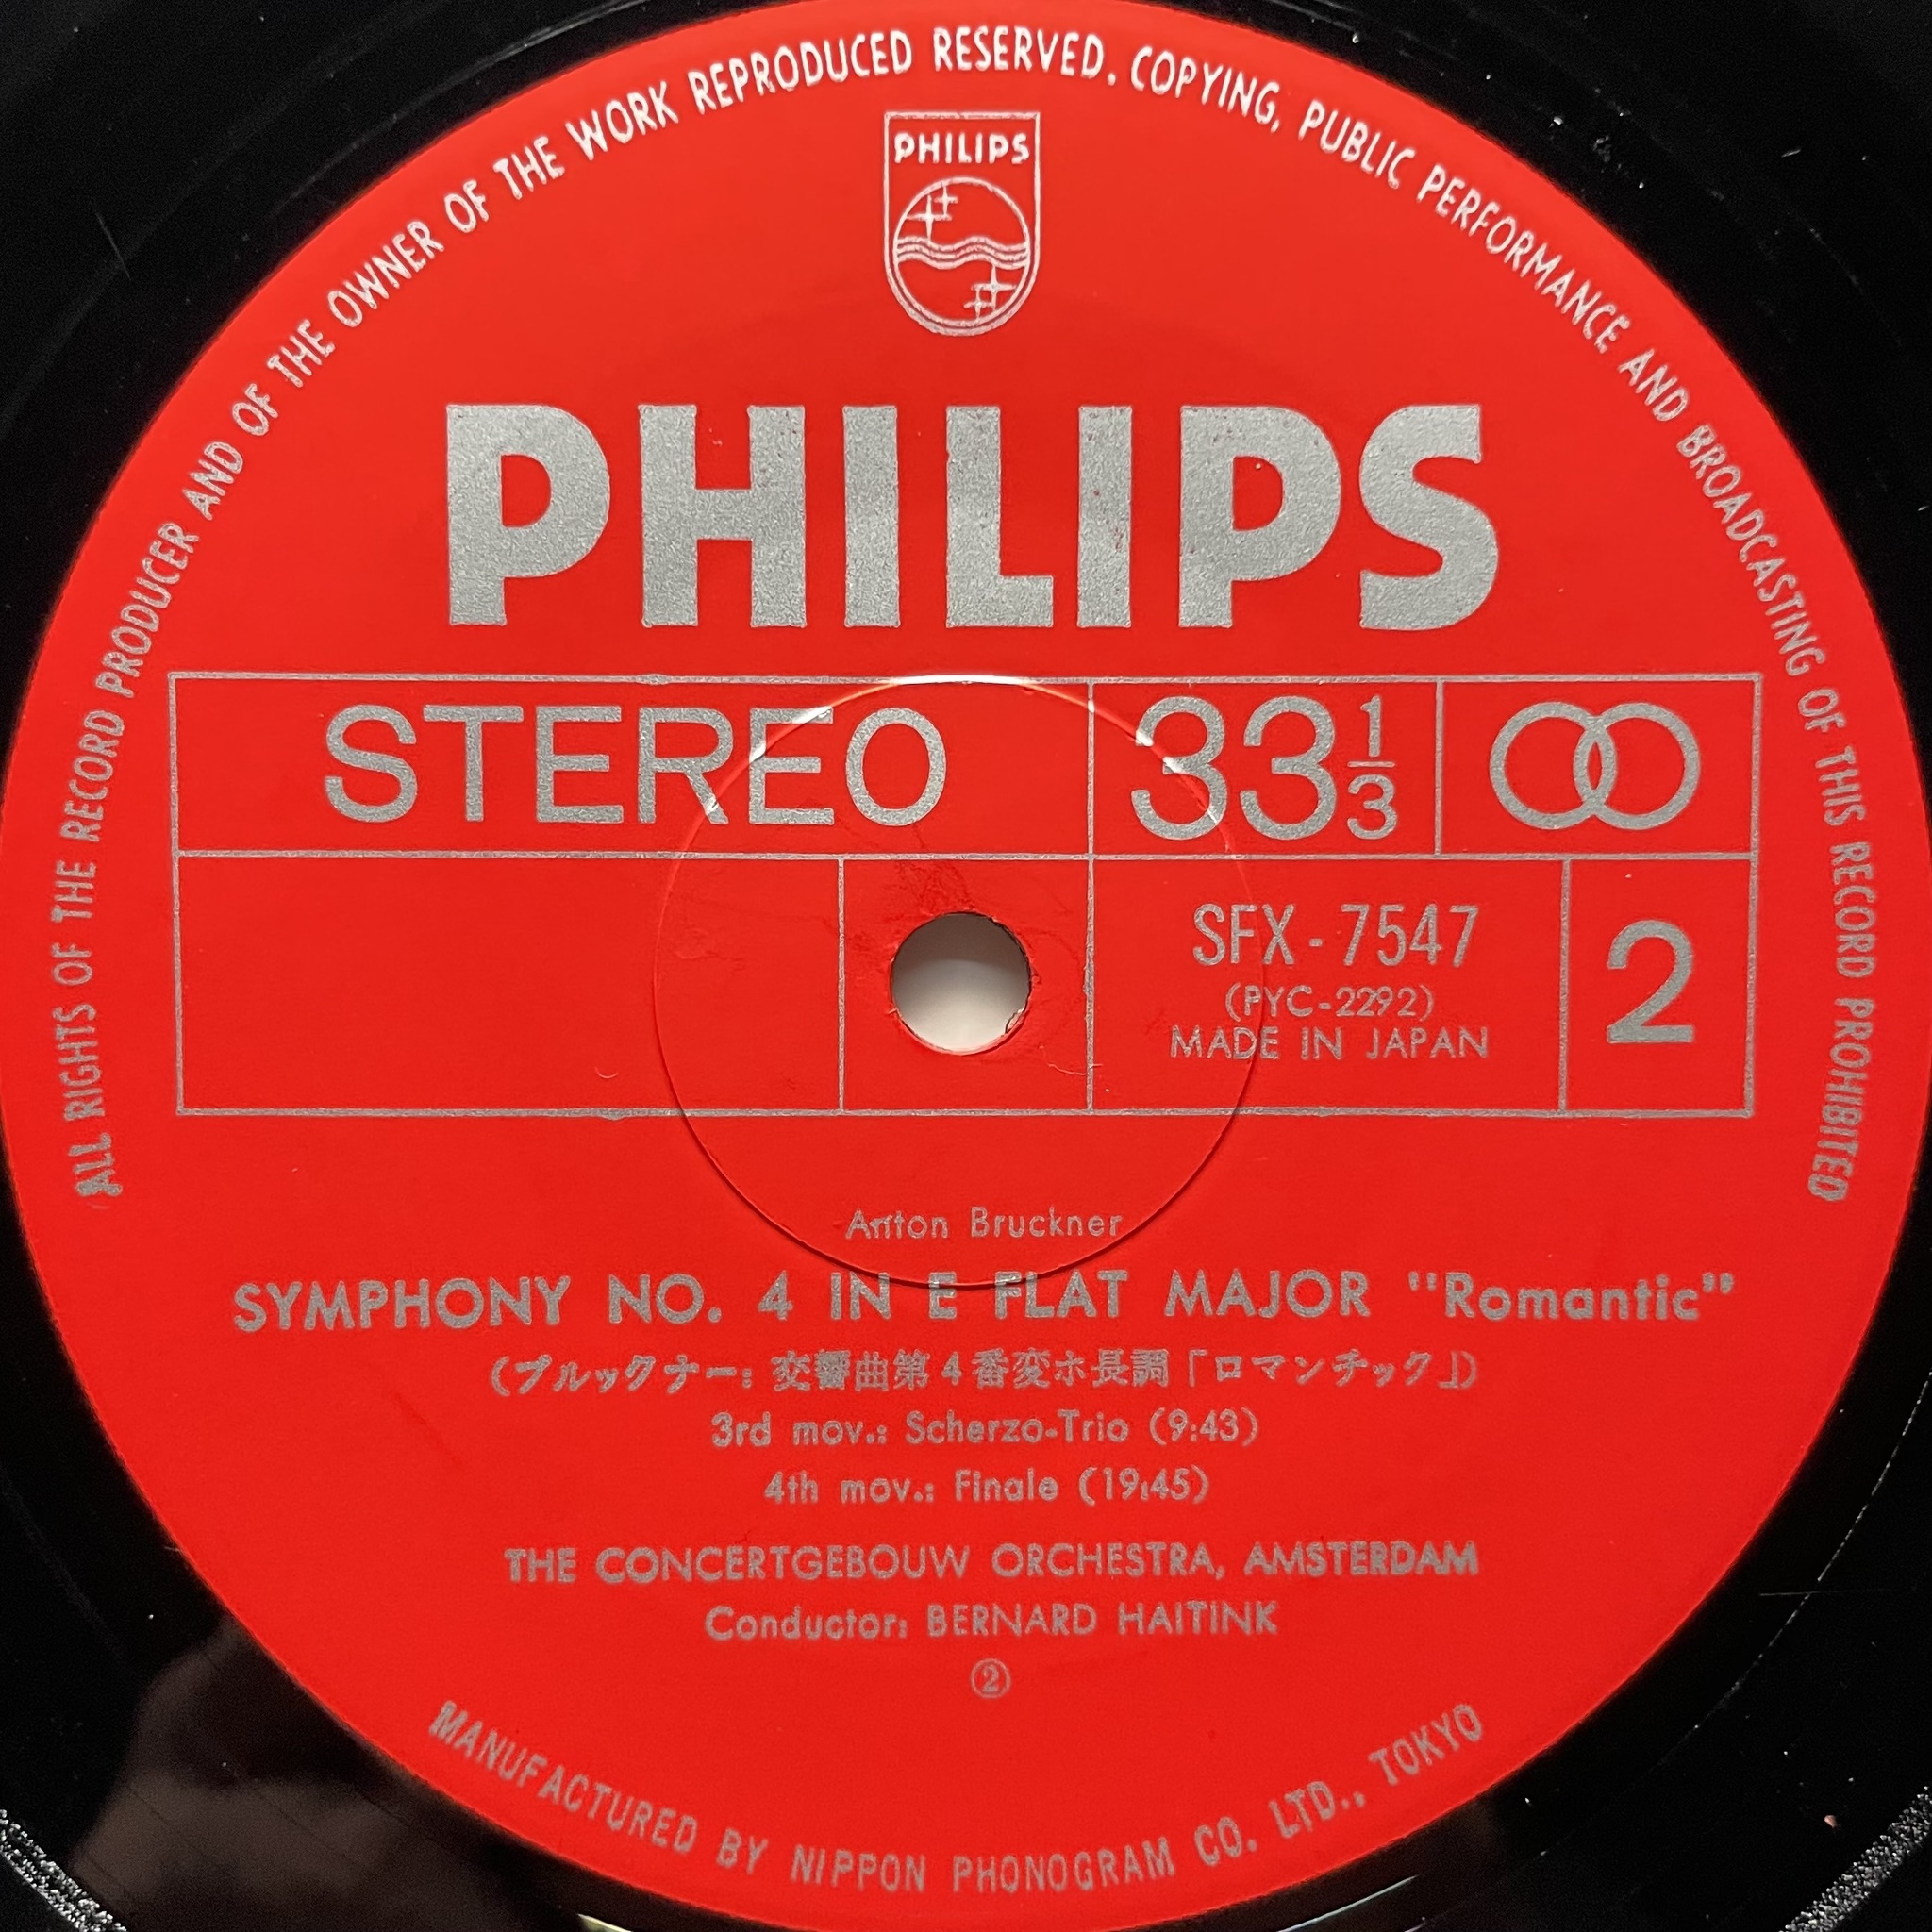 ALL RIGHTS OF THE RECORD PRODUCER AND OF THE OWNER OF THE WORK REPRODUCED RESERVED. COPYING, PUBLIC PERFORMANCE AND BROADCASTING OF THIS RECORD PROHIBITED
PHILIPS
PHILIPS
STEREO 33 1/3
SFX-7547
(PYC-2292)
MADE IN JAPAN
2
Anton Bruckner
SYMPHONY NO. 4 IN E FLAT MAJOR "Romantic"
(ブルックナー: 交響曲第4番変ホ長調「ロマンチック」)
3rd mov.: Scherzo-Trio (9:43)
4th mov.: Finale (19:45)
THE CONCERTGEBOUW ORCHESTRA, AMSTERDAM
Conductor: BERNARD HAITINK
②
MANUFACTURED BY NIPPON PHONOGRAM CO. LTD., TOKYO